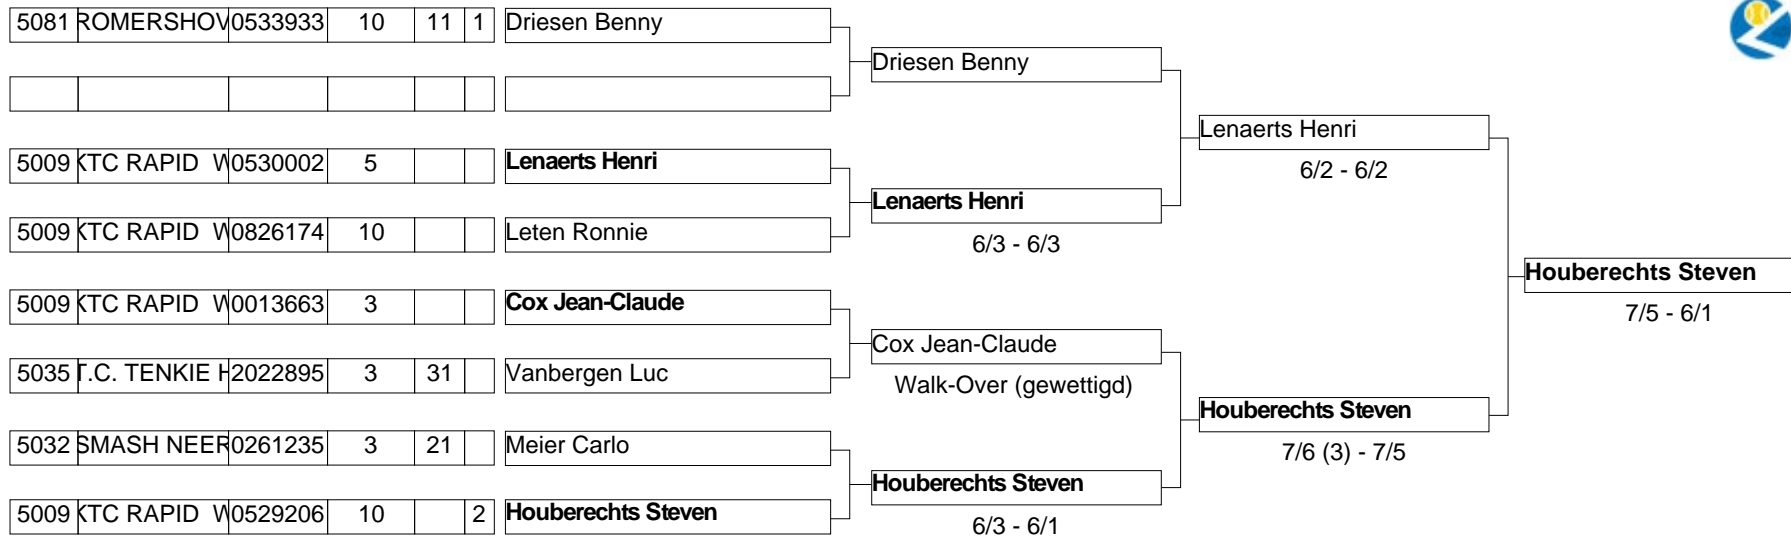 5081 ROMERSHOV 0533933 10 11 1 Driesen Benny
Driesen Benny
Lenaerts Henri
5009 KTC RAPID W 0530002 5 Lenaerts Henri
6/2 - 6/2
Lenaerts Henri
5009 KTC RAPID W 0826174 10 Leten Ronnie
6/3 - 6/3
Houberechts Steven
5009 KTC RAPID W 0013663 3 Cox Jean-Claude
7/5 - 6/1
Cox Jean-Claude
5035 T.C. TENKIE H 2022895 3 31 Vanbergen Luc
Walk-Over (gewettigd)
Houberechts Steven
5032 SMASH NEER 0261235 3 21 Meier Carlo
7/6 (3) - 7/5
Houberechts Steven
5009 KTC RAPID W 0529206 10 2 Houberechts Steven
6/3 - 6/1